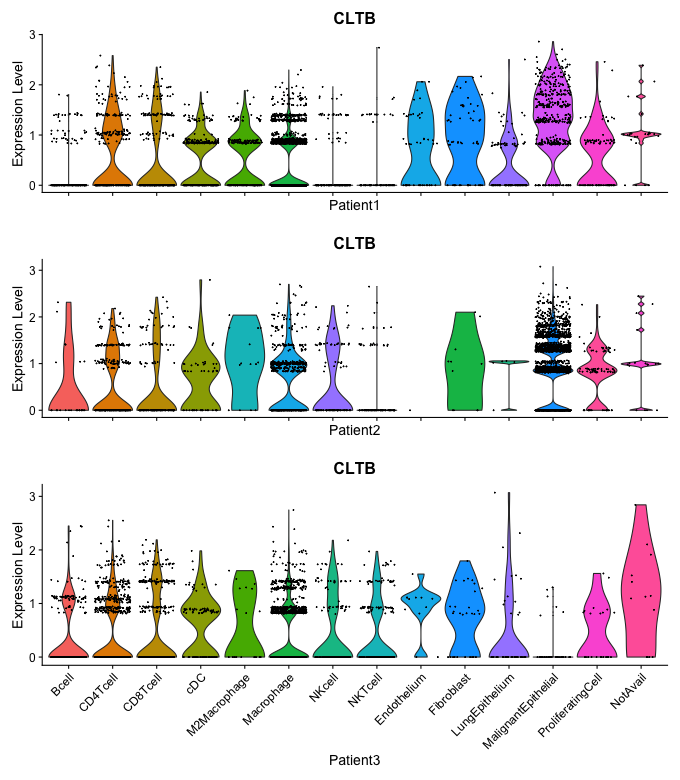 CLTB
Expression Level
3
2
1
0
Patient1
CLTB
Expression Level
3
2
1
0
Patient2
CLTB
Expression Level
3
2
1
0
Bcell
CD4Tcell
CD8Tcell
cDC
M2Macrophage
Macrophage
NKcell
NKTcell
Endothelium
Fibroblast
LungEpithelium
MalignantEpithelial
ProliferatingCell
NotAvail
Patient3